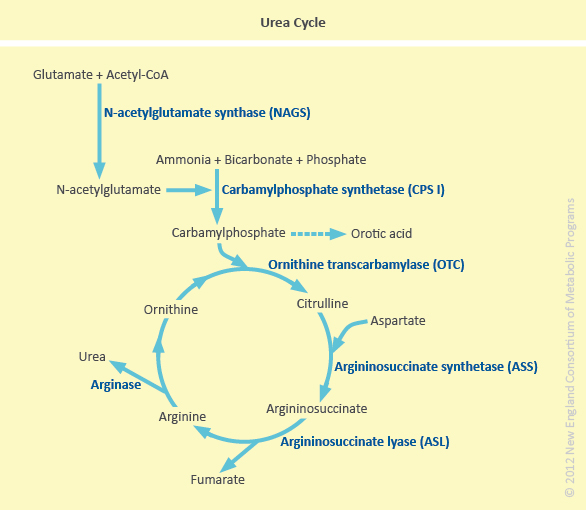 Urea Cycle
Glutamate + Acetyl-CoA
N-acetylglutamate synthase (NAGS)
Ammonia + Bicarbonate + Phosphate
N-acetylglutamate
Carbamylphosphate synthetase (CPS I)
Carbamylphosphate
Orotic acid
Ornithine transcarbamylase (OTC)
Ornithine
Citrulline
Aspartate
Urea
Argininosuccinate synthetase (ASS)
Arginase
Arginine
Argininosuccinate
Argininosuccinate lyase (ASL)
Fumarate
© 2012 New England Consortium of Metabolic Programs